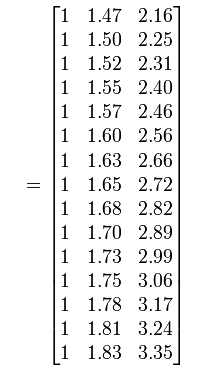 1 1.47 2.16
1 1.50 2.25
1 1.52 2.31
1 1.55 2.40
1 1.57 2.46
1 1.60 2.56
1 1.63 2.66
= 1 1.65 2.72
1 1.68 2.82
1 1.70 2.89
1 1.73 2.99
1 1.75 3.06
1 1.78 3.17
1 1.81 3.24
1 1.83 3.35